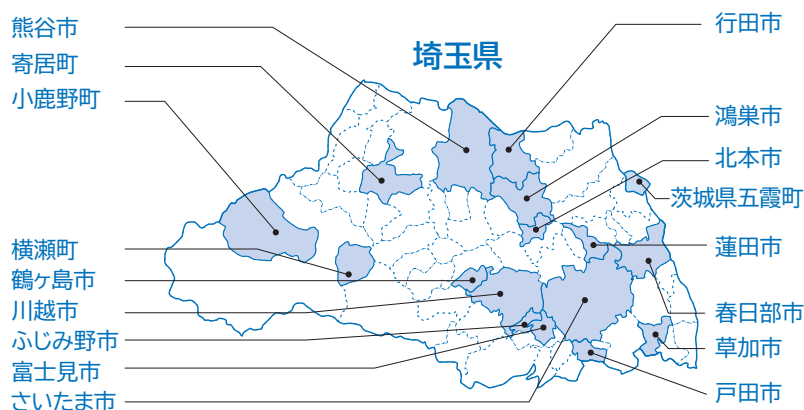 熊谷市
寄居町
小鹿野町
横瀬町
鶴ヶ島市
川越市
ふじみ野市
富士見市
さいたま市
埼玉県
行田市
鴻巣市
北本市
茨城県五霞町
蓮田市
春日部市
草加市
戸田市